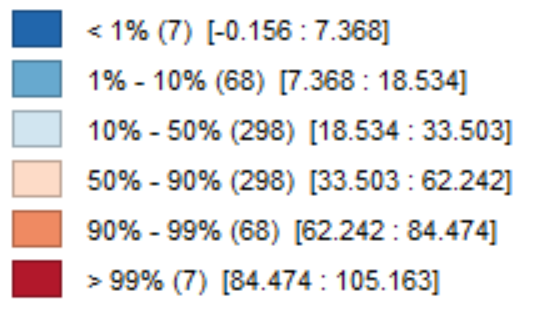 < 1% (7) [-0.156 : 7.368]
1% - 10% (68) [7.368 : 18.534]
10% - 50% (298) [18.534 : 33.503]
50% - 90% (298) [33.503 : 62.242]
90% - 99% (68) [62.242 : 84.474]
> 99% (7) [84.474 : 105.163]